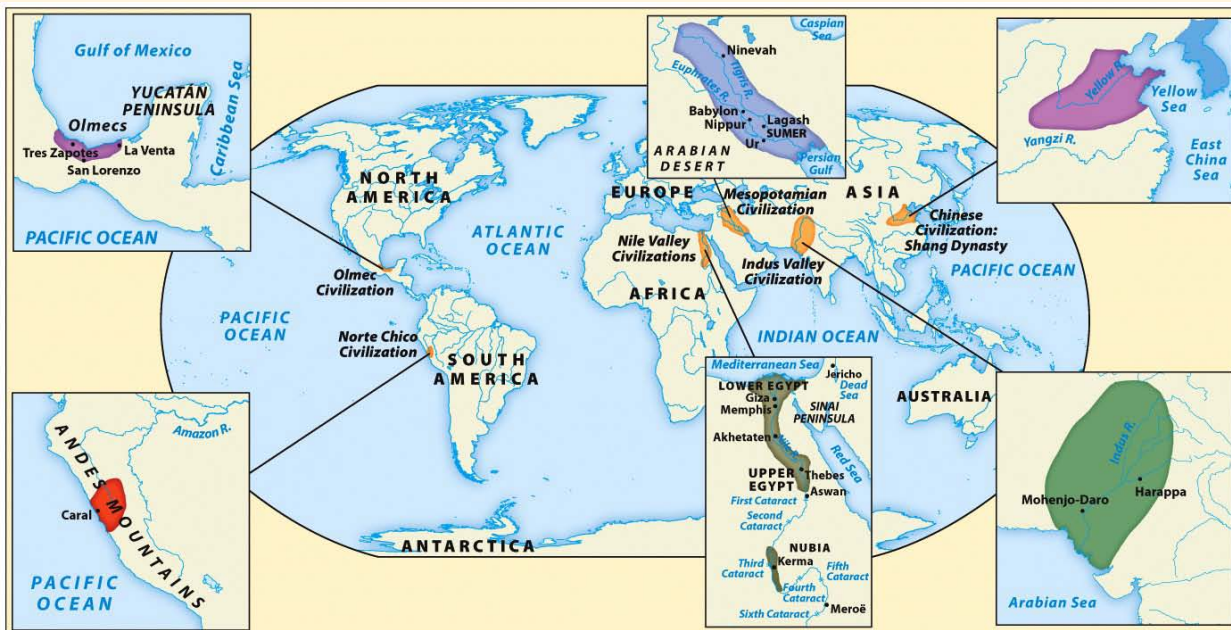 Gulf of Mexico
YUCATÁN
PENINSULA
Caribbean Sea
Olmecs
Tres Zapotes
La Venta
San Lorenzo
PACIFIC OCEAN
Caspian
Sea
Ninevah
Tigris R.
Euphrates R.
Babylon
Nippur
Lagash
SUMER
Ur
ARABIAN
DESERT
Persian
Gulf
Yellow R.
Yellow
Sea
Yangzi R.
East
China Sea
NORTH
AMERICA
EUROPE
ASIA
Mesopotamian
Civilization
Chinese
Civilization:
Shang Dynasty
ATLANTIC
OCEAN
Nile Valley
Civilizations
Indus Valley
Civilization
PACIFIC OCEAN
Olmec
Civilization
AFRICA
PACIFIC
OCEAN
INDIAN OCEAN
Norte Chico
Civilization
SOUTH
AMERICA
AUSTRALIA
ANTARCTICA
Amazon R.
ANDES MOUNTAINS
Caral
PACIFIC
OCEAN
Mediterranean Sea
Jericho
Dead
Sea
LOWER EGYPT
Giza
Memphis
SINAI
PENINSULA
Akhetaten
Nile R.
Red Sea
UPPER
EGYPT
Thebes
Aswan
First Cataract
Second
Cataract
NUBIA
Kerma
Third
Cataract
Fifth
Cataract
Fourth
Cataract
Sixth Cataract
Meroë
Indus R.
Harappa
Mohenjo-Daro
Arabian Sea